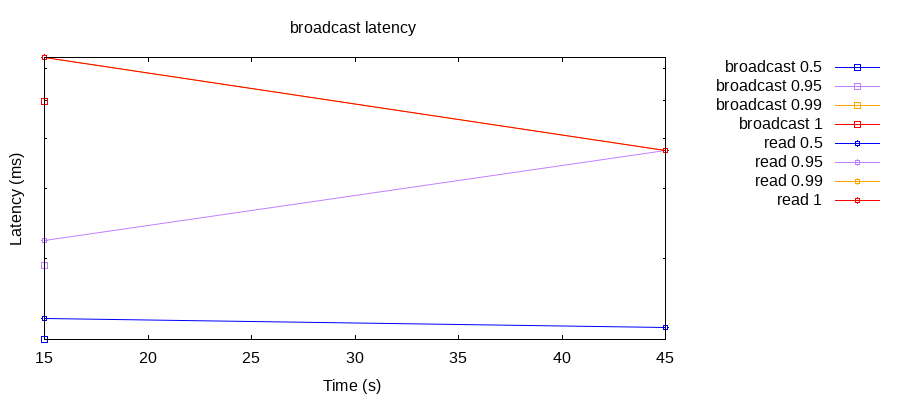 broadcast latency
broadcast 0.5
broadcast 0.95
broadcast 0.99
broadcast 1
read 0.5
read 0.95
read 0.99
read 1
Latency (ms)
15 20 25 30 35 40 45
Time (s)